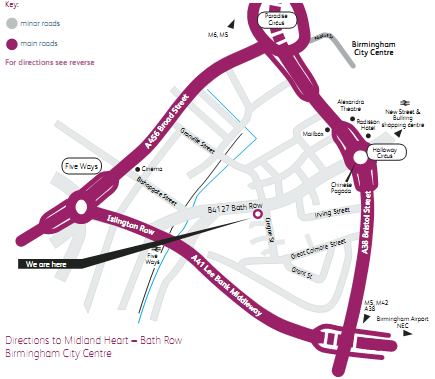 Key:
minor roads
main roads
For directions see reverse
Paradise
Circus
M6, M5
Birmingham
City Centre
A456 Broad Street
Alexandra
Theatre
New Street &
Bullring
shopping centre
Radisson
Hotel
Mailbox
Granville Street
Holloway
Circus
Five Ways
Cinema
Bishopsgate Street
Chinese
Pagoda
B4127 Bath Row
Irving Street
Islington Row
A38 Bristol Street
Great Colmore Street
Grant St
Five
Ways
We are here
A41 Lee Bank Middleway
M5, M42
A38
Birmingham Airport
NEC
Directions to Midland Heart – Bath Row
Birmingham City Centre